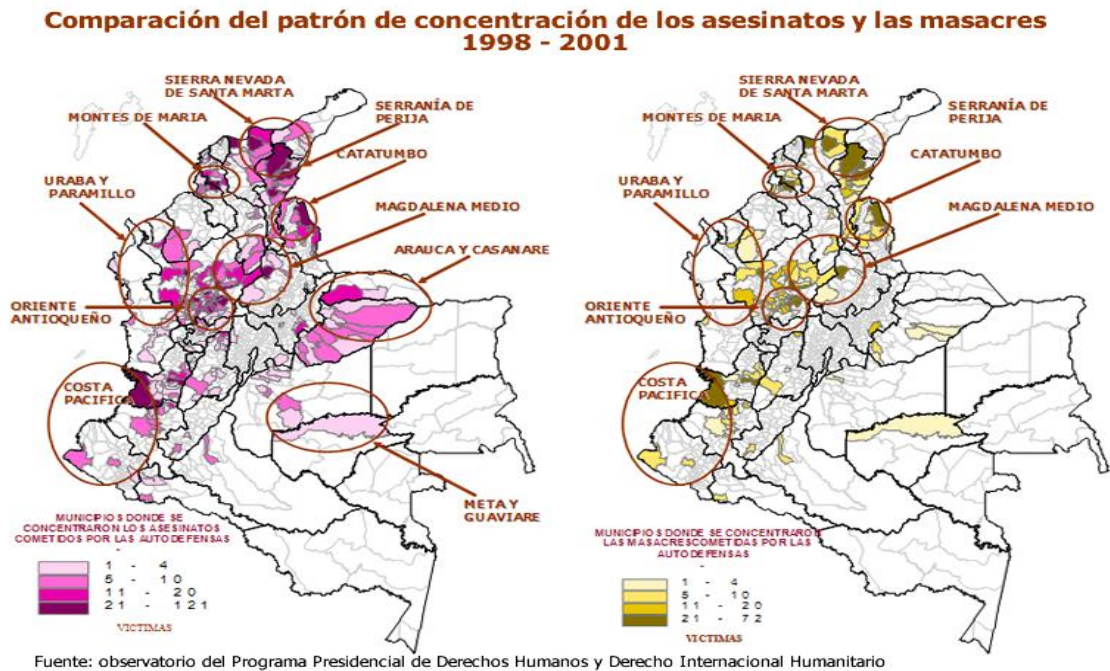 Comparación del patrón de concentración de los asesinatos y las masacres
1998 - 2001
SIERRA NEVADA
DE SANTA MARTA
MONTES DE MARIA
SERRANÍA DE
PERIJA
CATATUMBO
URABA Y
PARAMILLO
MAGDALENA MEDIO
ARAUCA Y CASANARE
ORIENTE
ANTIOQUEÑO
COSTA
PACIFICA
META Y
GUAVIARE
MUNICIPIOS DONDE SE
CONCENTRARON LOS ASESINATOS
COMETIDOS POR LAS AUTODEFENSAS
-
1 - 4
5 - 10
11 - 20
21 - 121
VICTIMAS
SIERRA NEVADA
DE SANTA MARTA
MONTES DE MARIA
SERRANÍA DE
PERIJA
CATATUMBO
URABA Y
PARAMILLO
MAGDALENA MEDIO
ORIENTE
ANTIOQUEÑO
COSTA
PACIFICA
MUNICIPIOS DONDE SE CONCENTRARON
LAS MASACRESCOMETIDAS POR LAS
AUTODEFENSAS
-
1 - 4
5 - 10
11 - 20
21 - 72
VICTIMAS
Fuente: observatorio del Programa Presidencial de Derechos Humanos y Derecho Internacional Humanitario